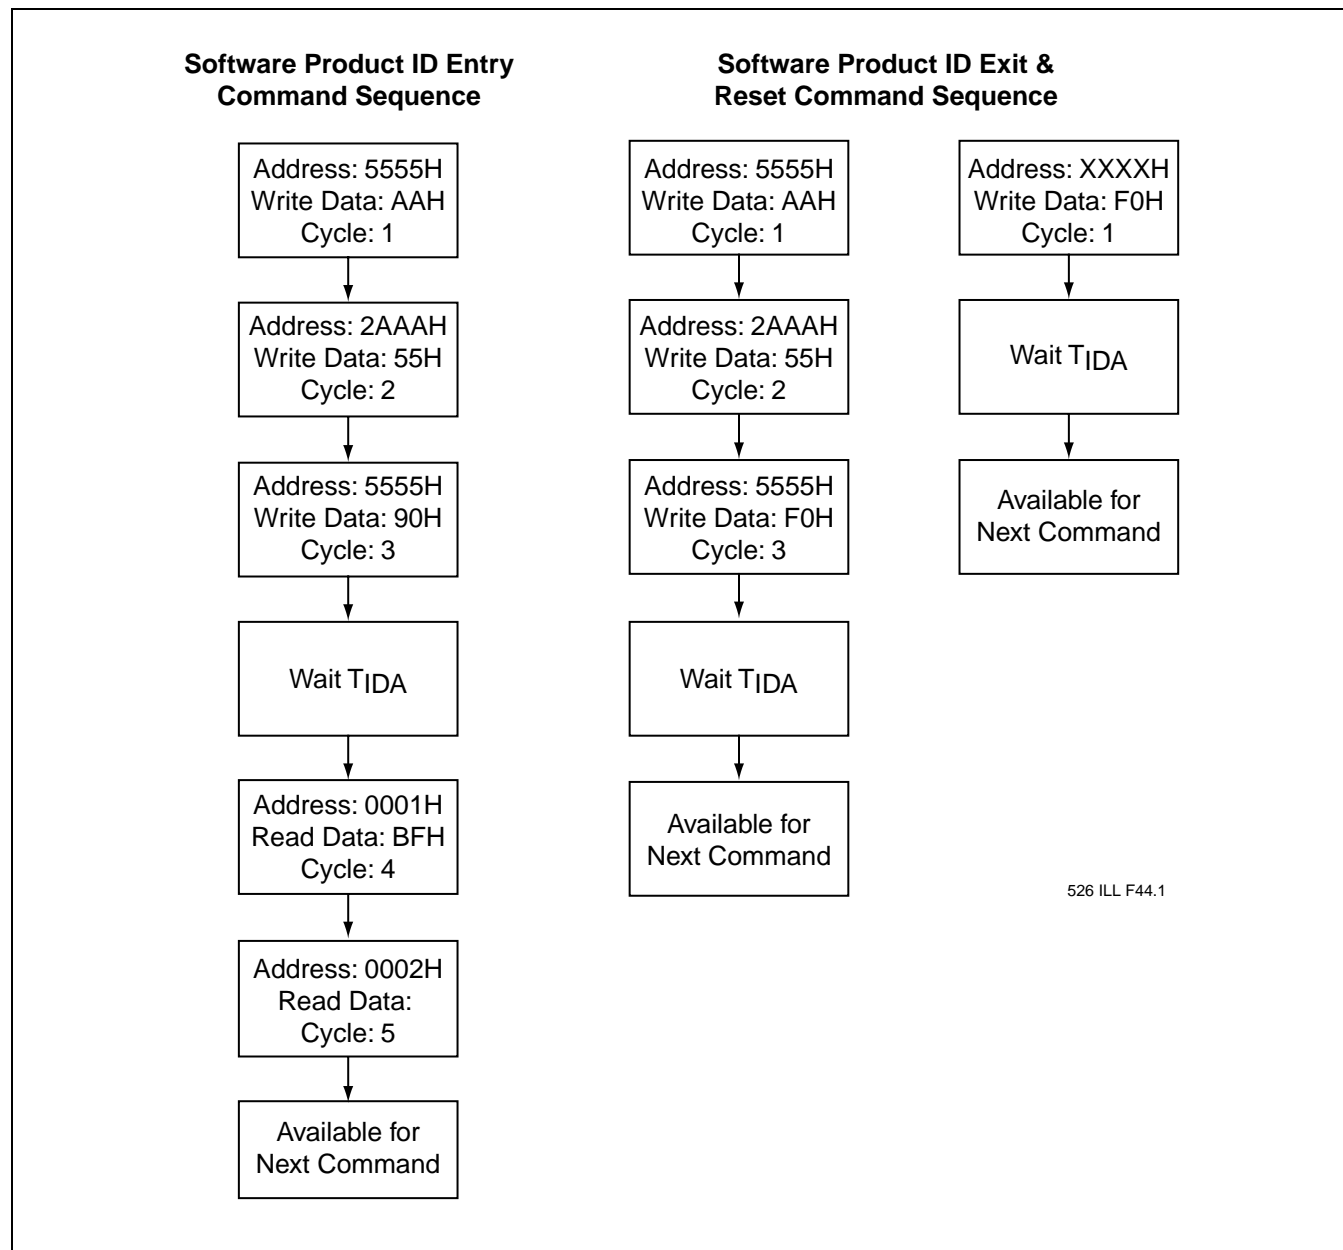 Software Product ID Entry
Command Sequence
Address: 5555H
Write Data: AAH
Cycle: 1
Address: 2AAAH
Write Data: 55H
Cycle: 2
Address: 5555H
Write Data: 90H
Cycle: 3
Wait TIDA
Address: 0001H
Read Data: BFH
Cycle: 4
Address: 0002H
Read Data:
Cycle: 5
Available for
Next Command
Software Product ID Exit &
Reset Command Sequence
Address: 5555H
Write Data: AAH
Cycle: 1
Address: 2AAAH
Write Data: 55H
Cycle: 2
Address: 5555H
Write Data: F0H
Cycle: 3
Wait TIDA
Available for
Next Command
Address: XXXXH
Write Data: F0H
Cycle: 1
Wait TIDA
Available for
Next Command
526 ILL F44.1